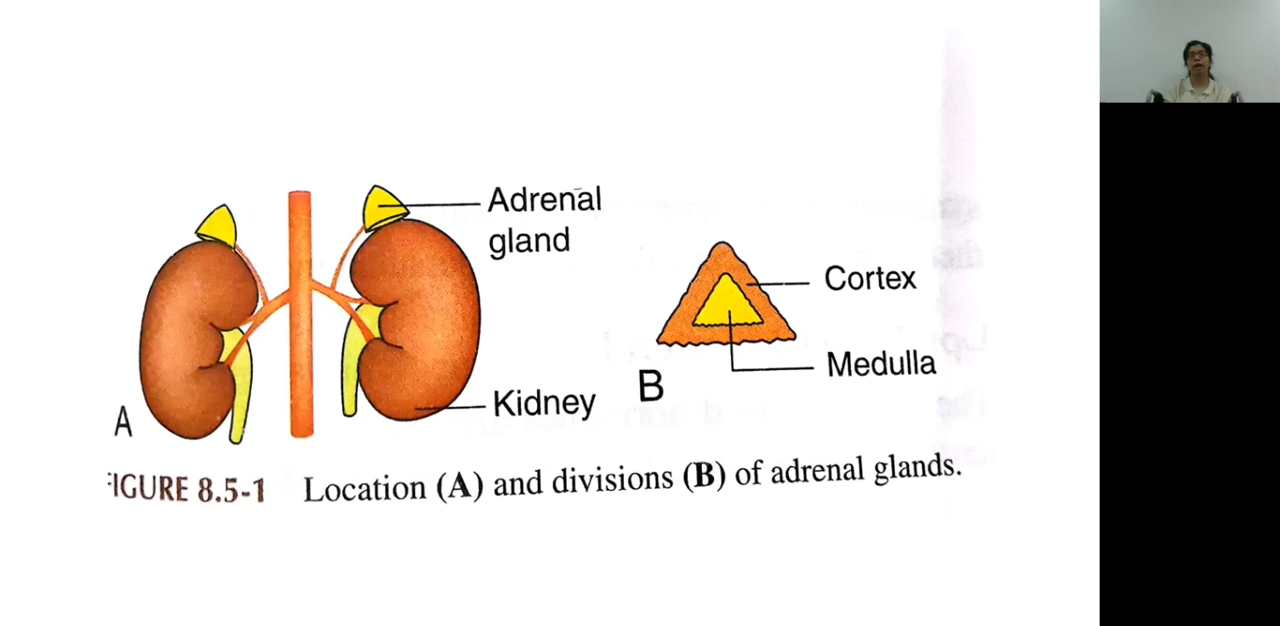 Adrenal
gland
Cortex
Medulla
Kidney
A
B
IGURE 8.5-1 Location (A) and divisions (B) of adrenal glands.